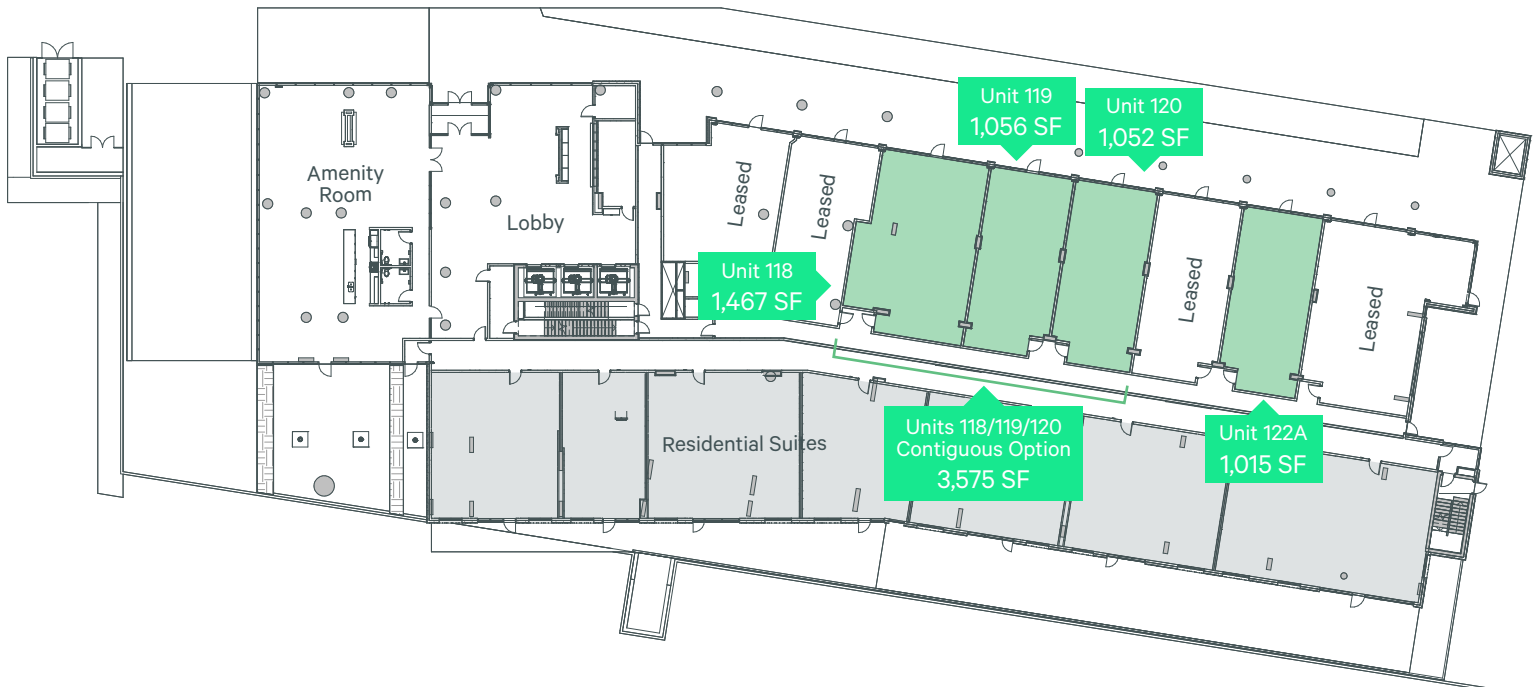 Unit 119
1,056 SF
Unit 120
1,052 SF
Amenity
Room
Lobby
Leased
Leased
Unit 118
1,467 SF
Leased
Leased
Residential Suites
Units 118/119/120
Contiguous Option
3,575 SF
Unit 122A
1,015 SF